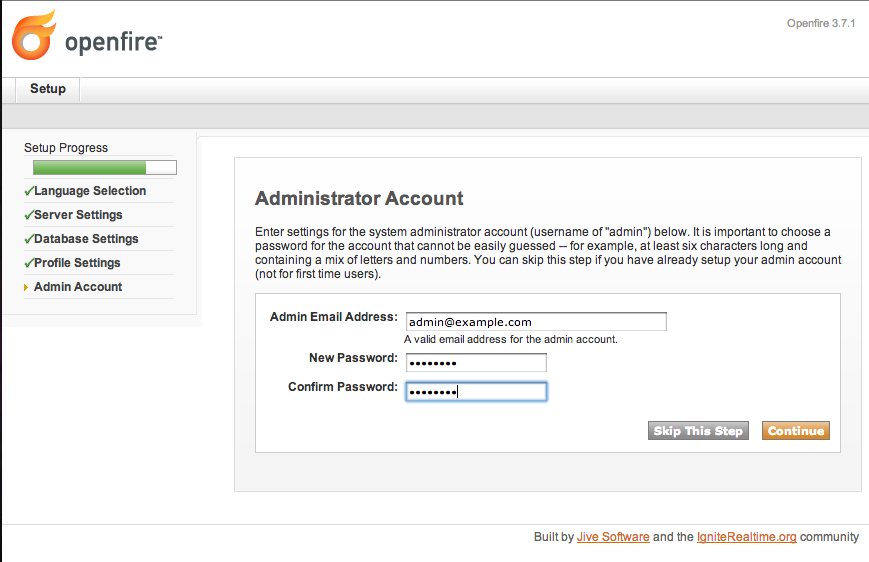 openfire™
Openfire 3.7.1
Setup
Setup Progress
Language Selection
Server Settings
Database Settings
Profile Settings
Admin Account
Administrator Account
Enter settings for the system administrator account (username of "admin") below. It is important to choose a
password for the account that cannot be easily guessed -- for example, at least six characters long and
containing a mix of letters and numbers. You can skip this step if you have already setup your admin account
(not for first time users).
Admin Email Address: admin@example.com
A valid email address for the admin account.
New Password: ••••••••
Confirm Password: ••••••••
Skip This Step Continue
Built by Jive Software and the IgniteRealtime.org community